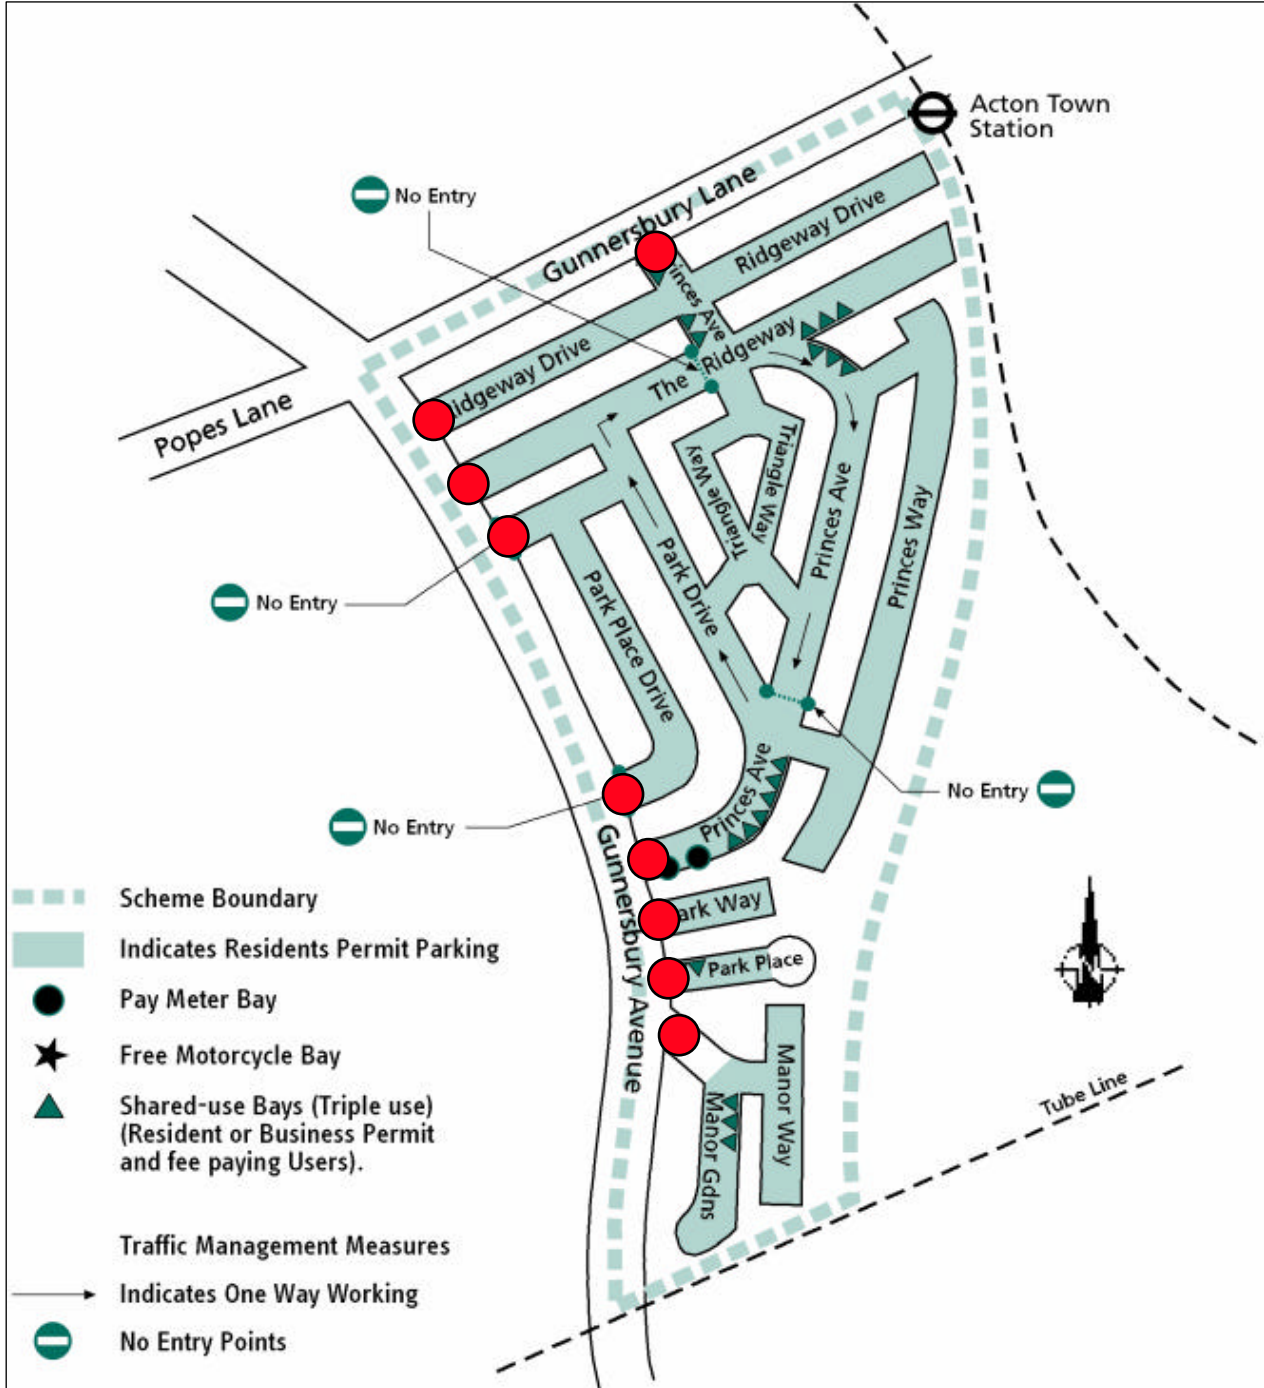 Acton Town
Station
No Entry
Gunnersbury Lane
Ridgeway Drive
Princes Ave
Ridgeway Drive
The Ridgeway
Popes Lane
Triangle Way
Triangle Way
Princes Ave
Princes Way
Park Drive
Park Place Drive
No Entry
Princes Ave
No Entry
No Entry
Gunnersbury Avenue
Park Way
Park Place
Manor Way
Manor Gdns
Tube Line
Scheme Boundary
Indicates Residents Permit Parking
Pay Meter Bay
Free Motorcycle Bay
Shared-use Bays (Triple use)
(Resident or Business Permit
and fee paying Users).
Traffic Management Measures
Indicates One Way Working
No Entry Points